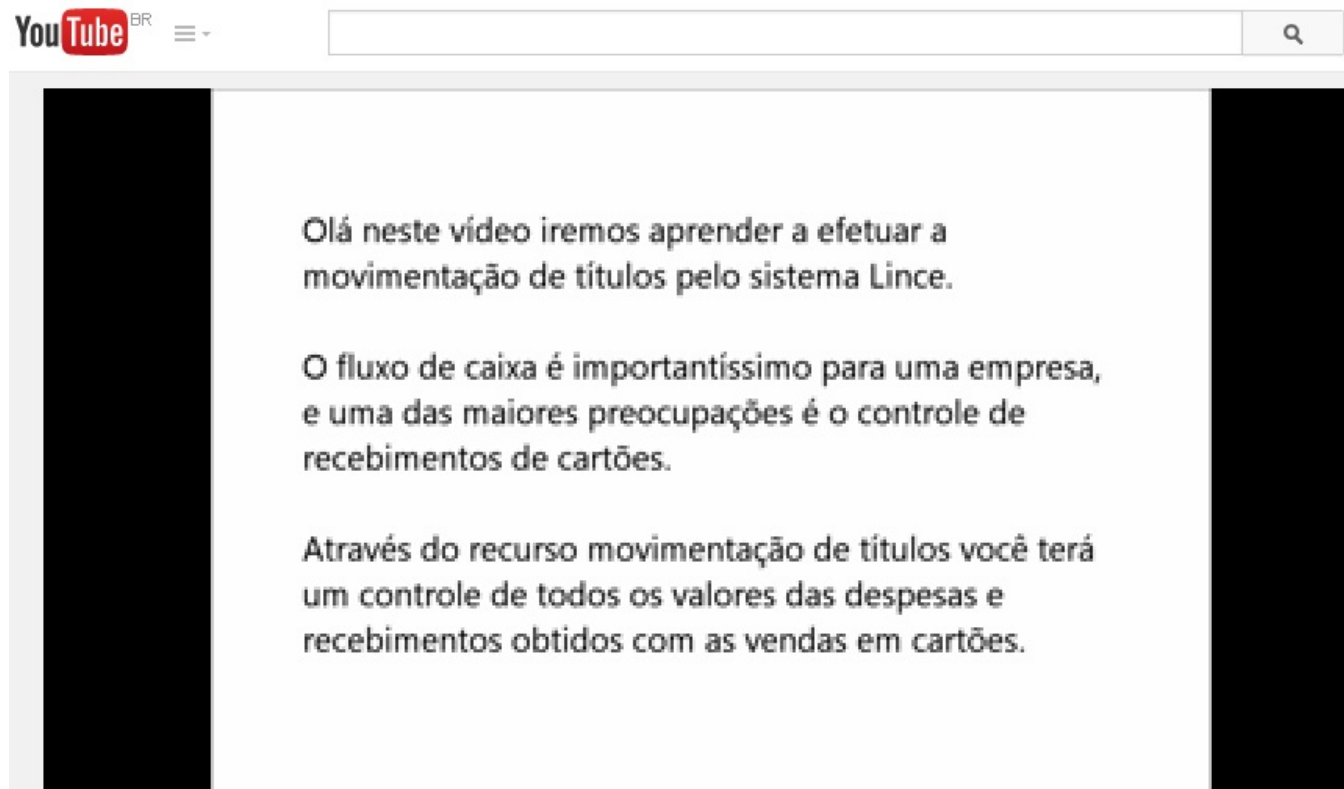 YouTube BR
Olá neste vídeo iremos aprender a efetuar a
movimentação de títulos pelo sistema Lince.
O fluxo de caixa é importantíssimo para uma empresa,
e uma das maiores preocupações é o controle de
recebimentos de cartões.
Através do recurso movimentação de títulos você terá
um controle de todos os valores das despesas e
recebimentos obtidos com as vendas em cartões.